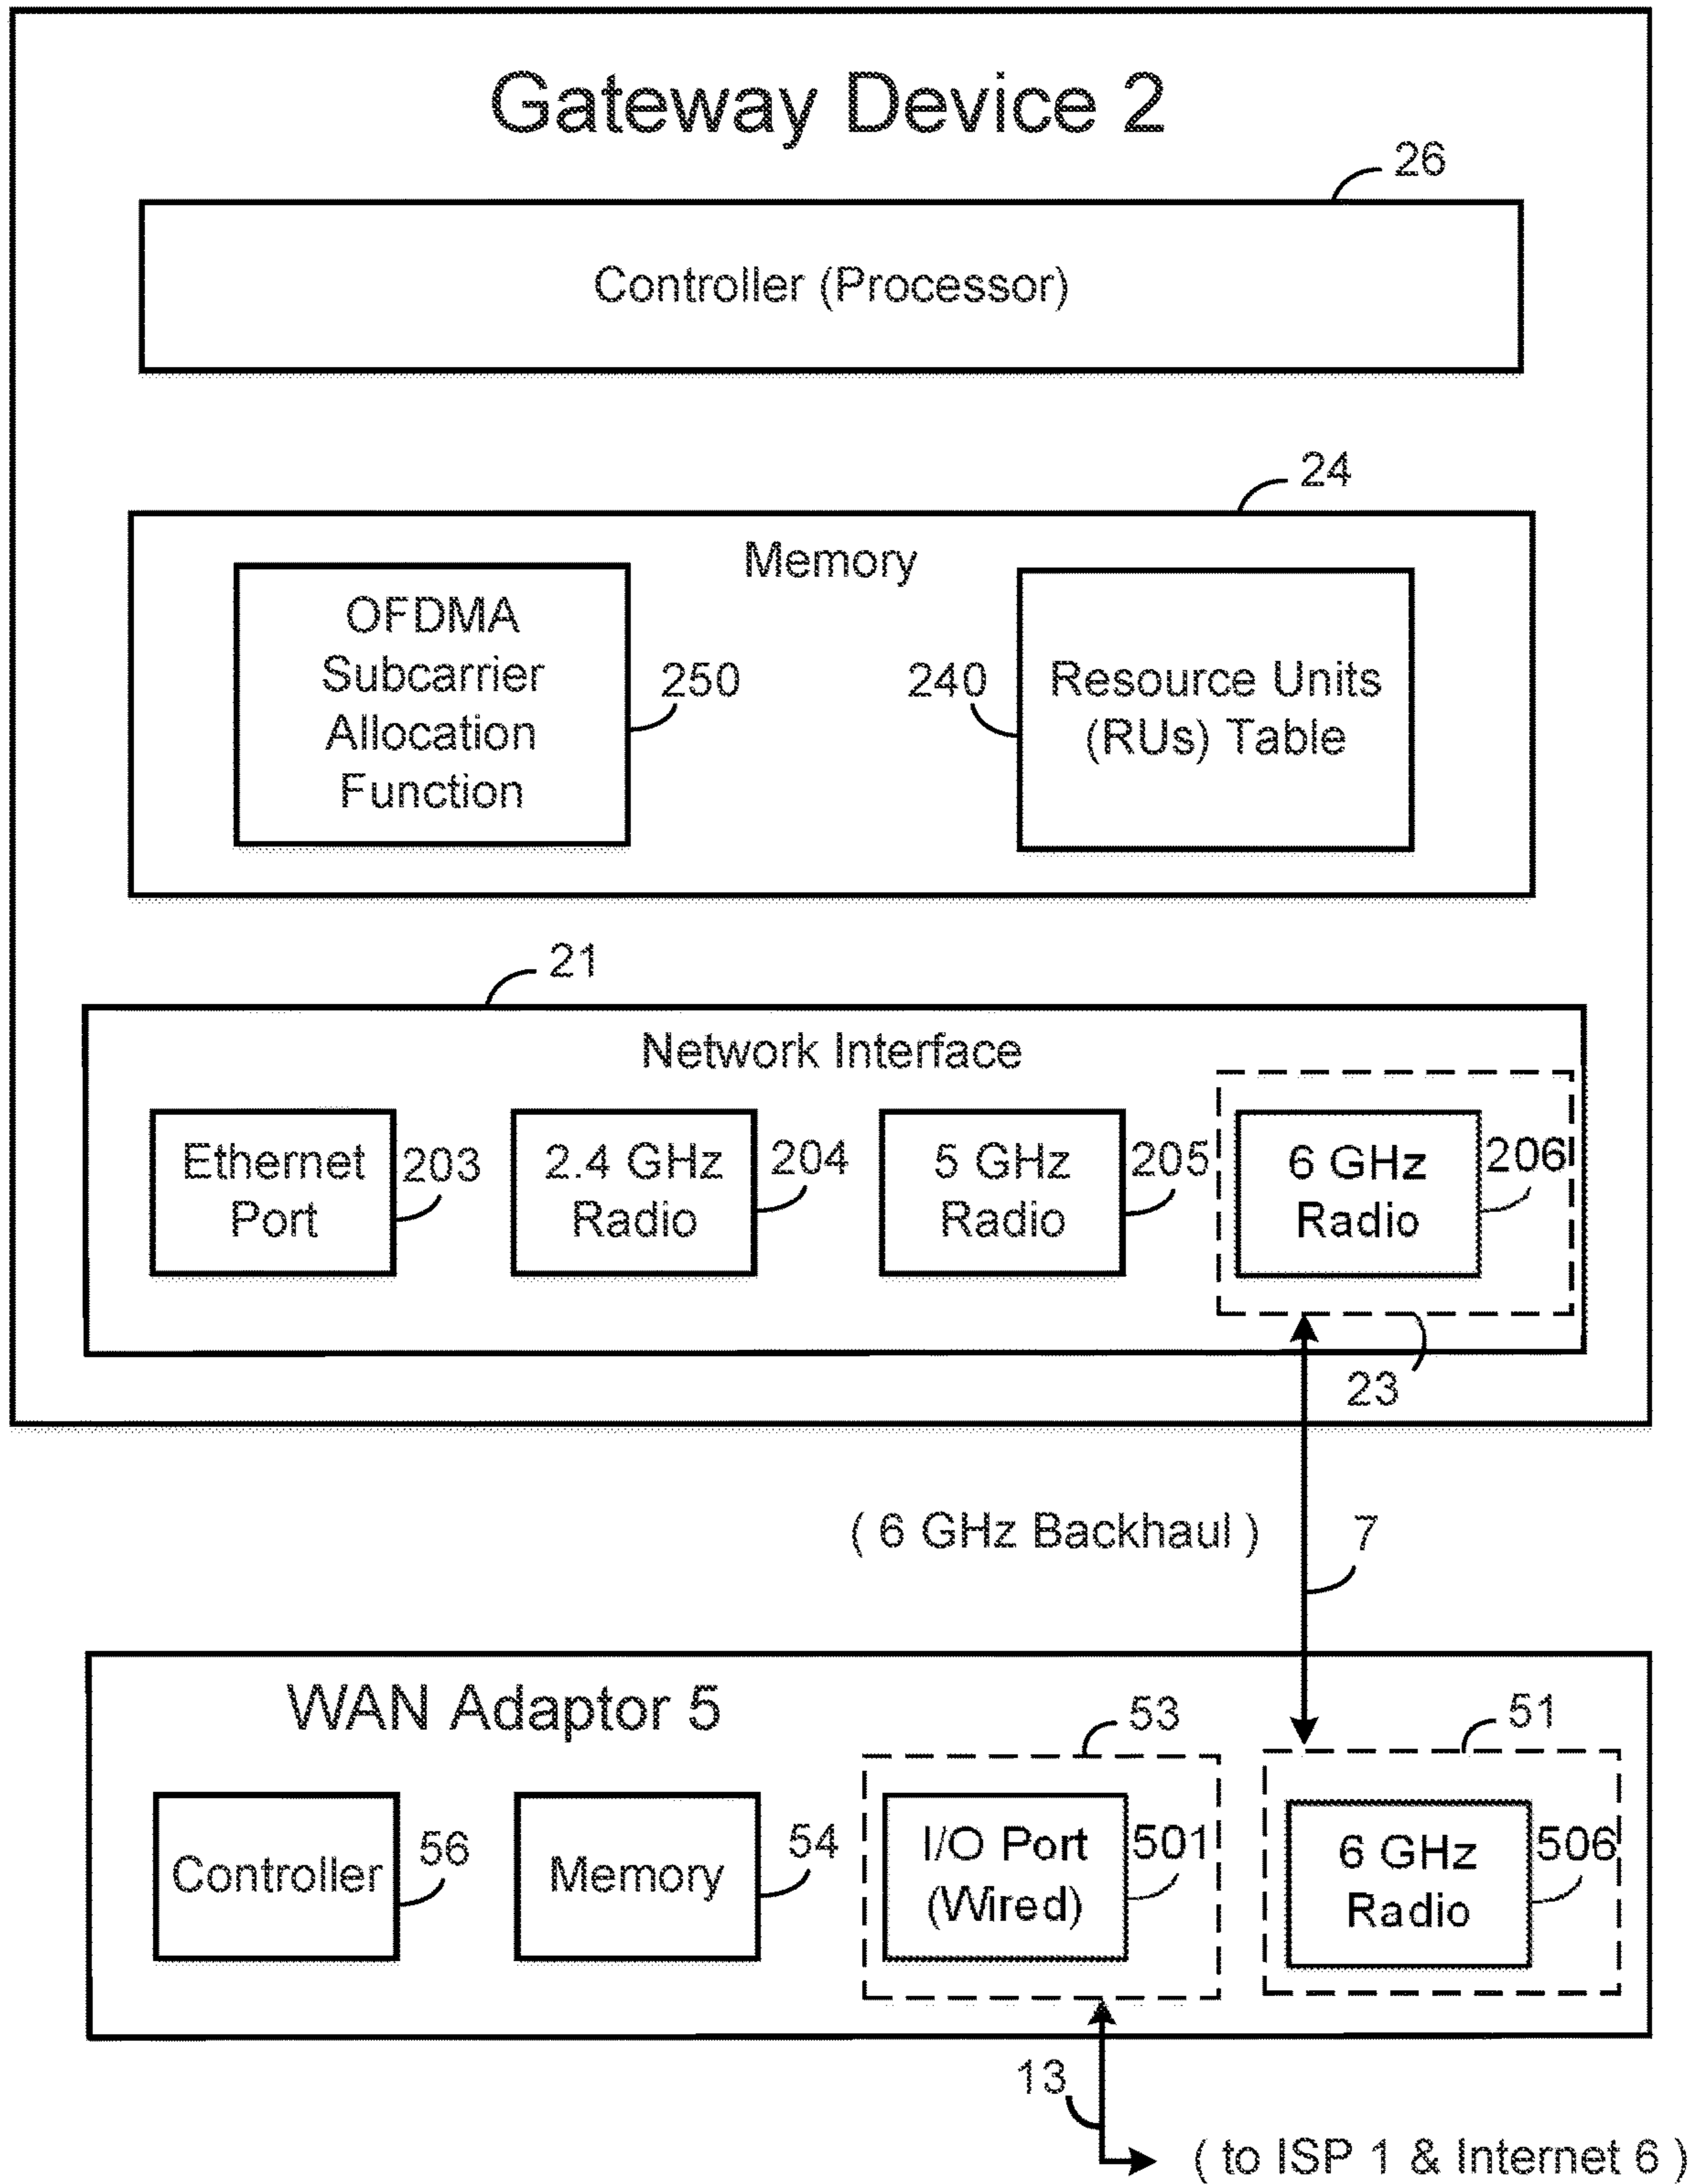 Gateway Device 2
26
Controller (Processor)
24
Memory
OFDMA
Subcarrier
Allocation
Function
250
240
Resource Units
(RUs) Table
21
Network Interface
Ethernet
Port
203
2.4 GHz
Radio
204
5 GHz
Radio
205
6 GHz
Radio
206
23
( 6 GHz Backhaul )
7
WAN Adaptor 5
53
51
Controller
56
Memory
54
I/O Port
(Wired)
501
6 GHz
Radio
506
13
( to ISP 1 & Internet 6 )